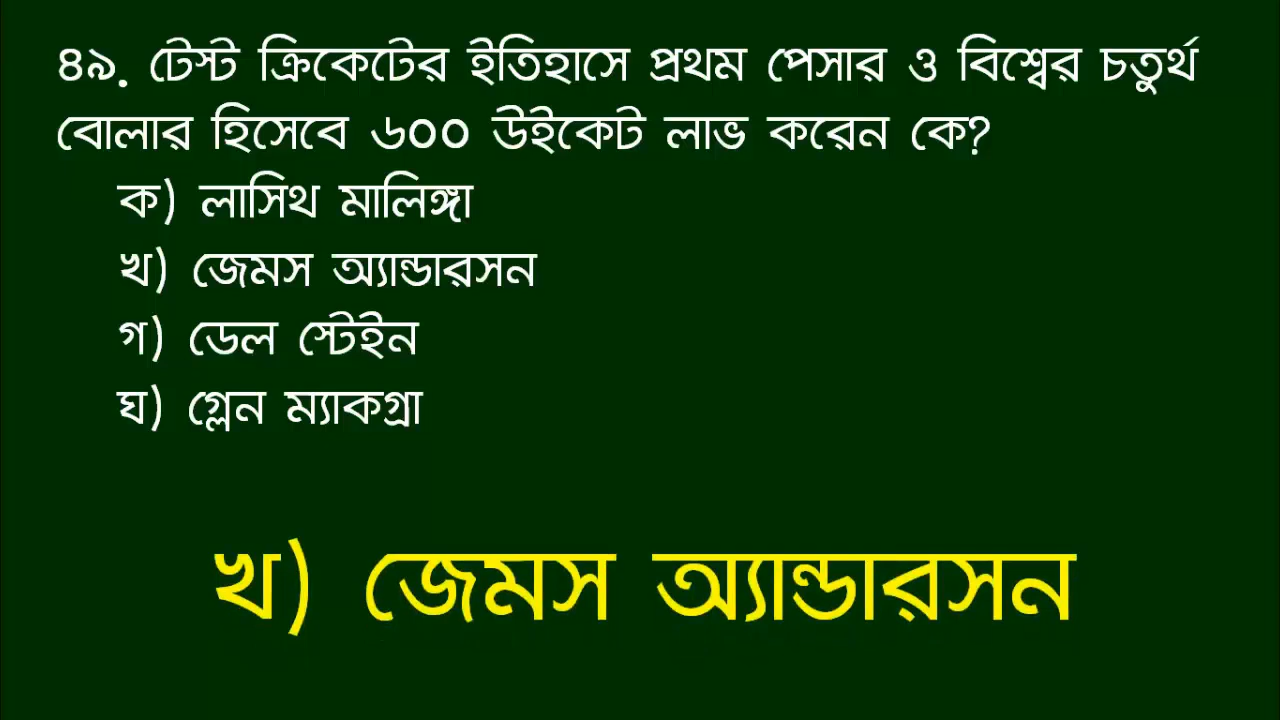 ৪৯. টেস্ট ক্রিকেটের ইতিহাসে প্রথম পেসার ও বিশ্বের চতুর্থ
বোলার হিসেবে ৬০০ উইকেট লাভ করেন কে?
ক) লাসিথ মালিঙ্গা
খ) জেমস অ্যান্ডারসন
গ) ডেল স্টেইন
ঘ) গ্লেন ম্যাকগ্রা
খ) জেমস অ্যান্ডারসন